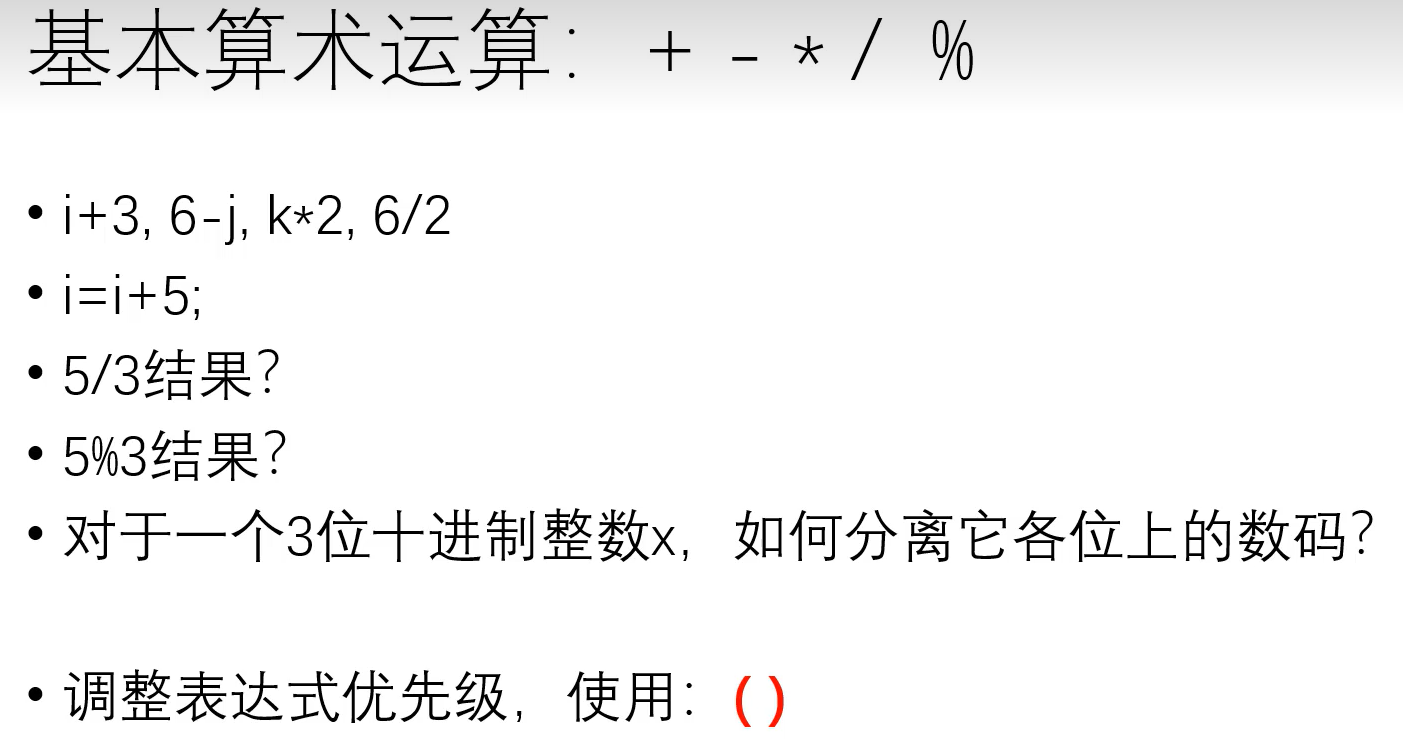 基本算术运算： + - * / %
• i+3, 6-j, k*2, 6/2
• i=i+5;
• 5/3结果？
• 5%3结果？
• 对于一个3位十进制整数x，如何分离它各位上的数码？
• 调整表达式优先级，使用：( )